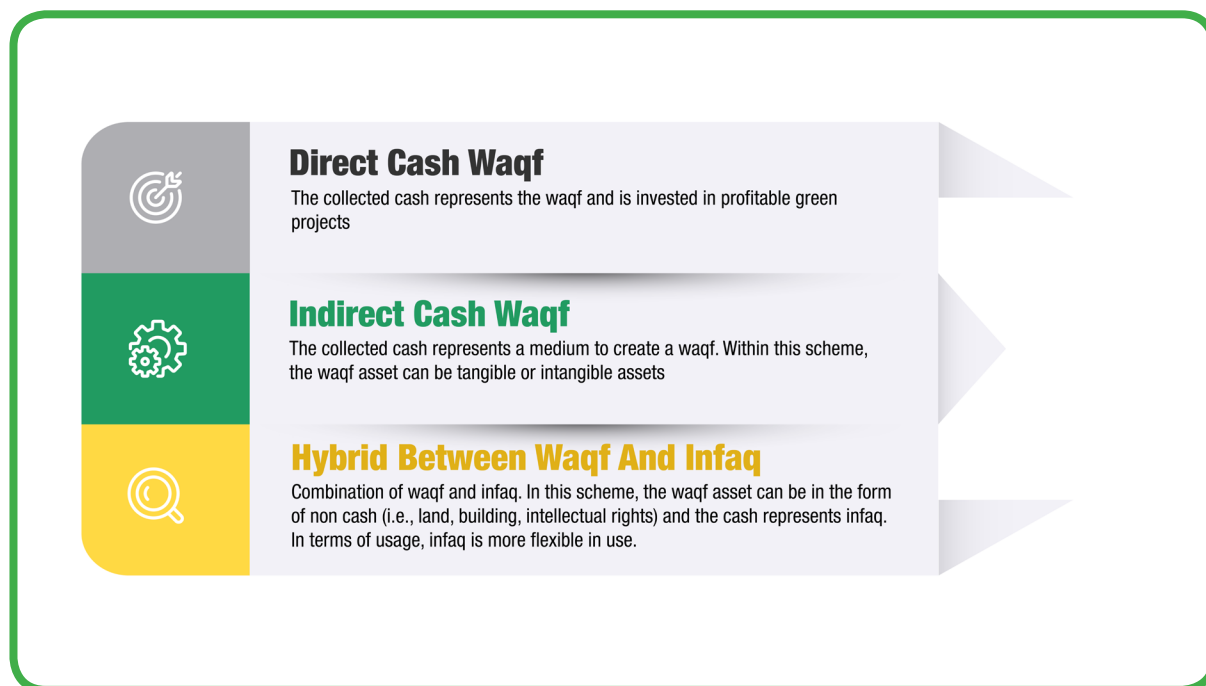 Direct Cash Waqf
The collected cash represents the waqf and is invested in profitable green
projects
Indirect Cash Waqf
The collected cash represents a medium to create a waqf. Within this scheme,
the waqf asset can be tangible or intangible assets
Hybrid Between Waqf And Infaq
Combination of waqf and infaq. In this scheme, the waqf asset can be in the form
of non cash (i.e., land, building, intellectual rights) and the cash represents infaq.
In terms of usage, infaq is more flexible in use.